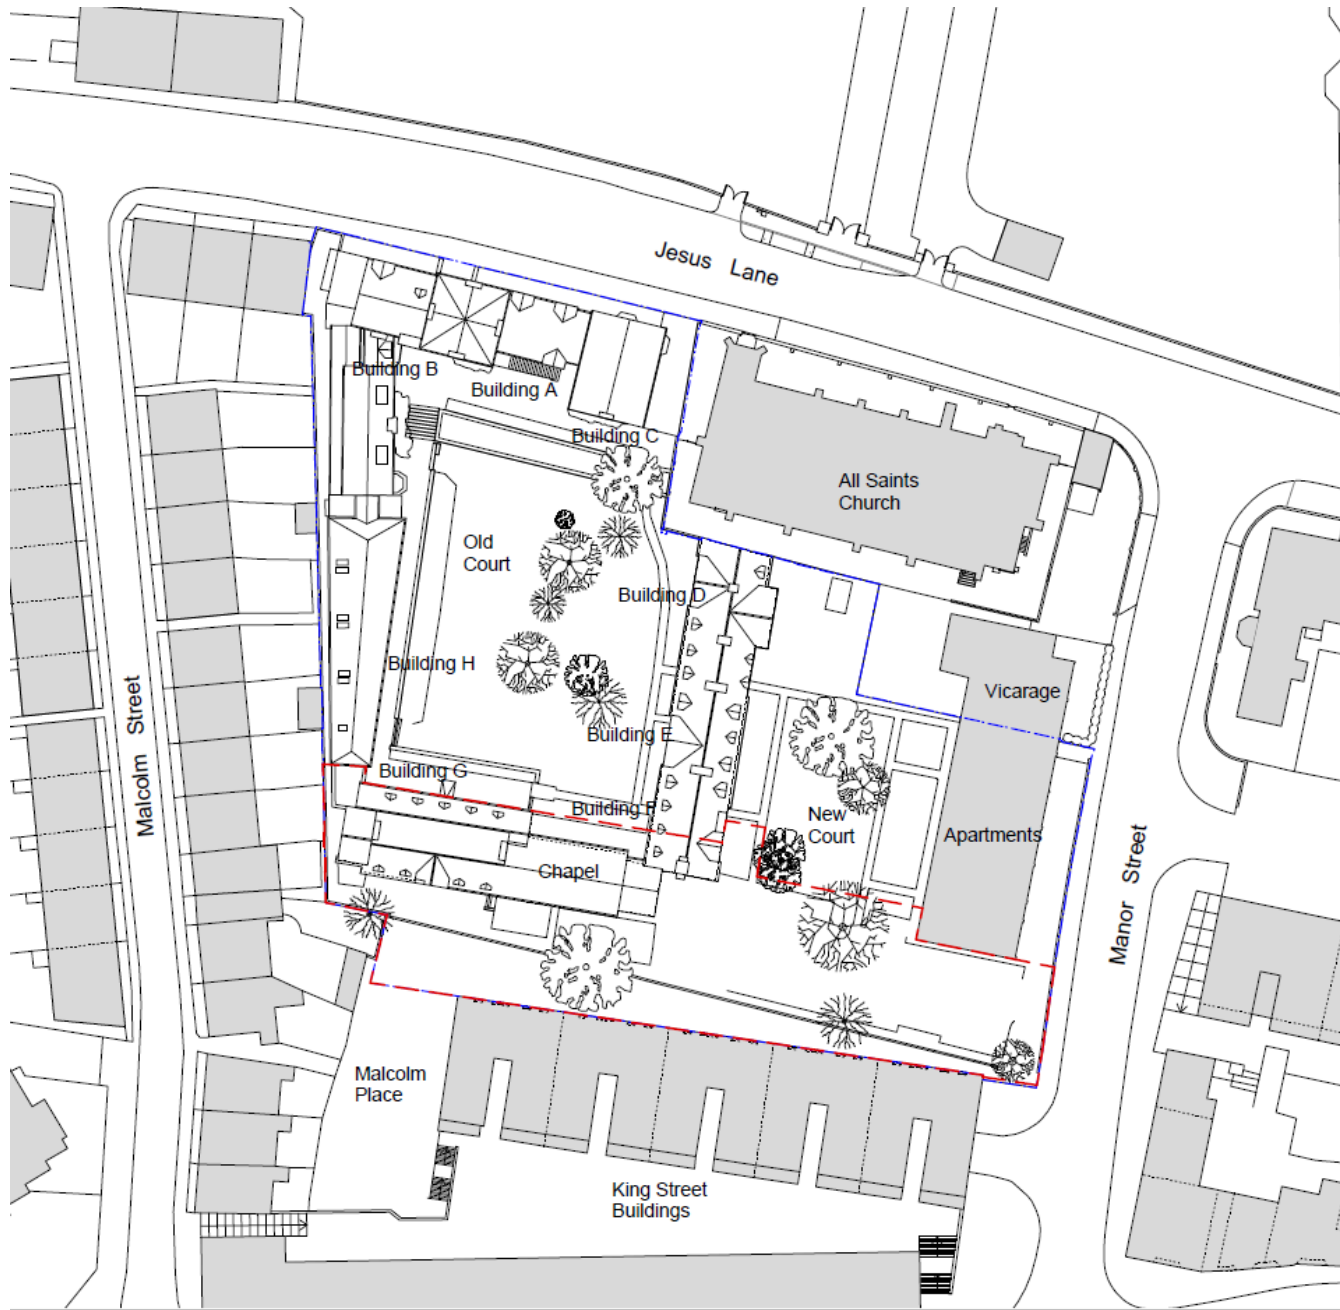 Jesus Lane
Building B
Building A
Building C
All Saints
Church
Old
Court
Building D
Building H
Vicarage
Malcolm Street
Building E
Building G
Building F
New
Court
Apartments
Chapel
Manor Street
Malcolm
Place
King Street
Buildings